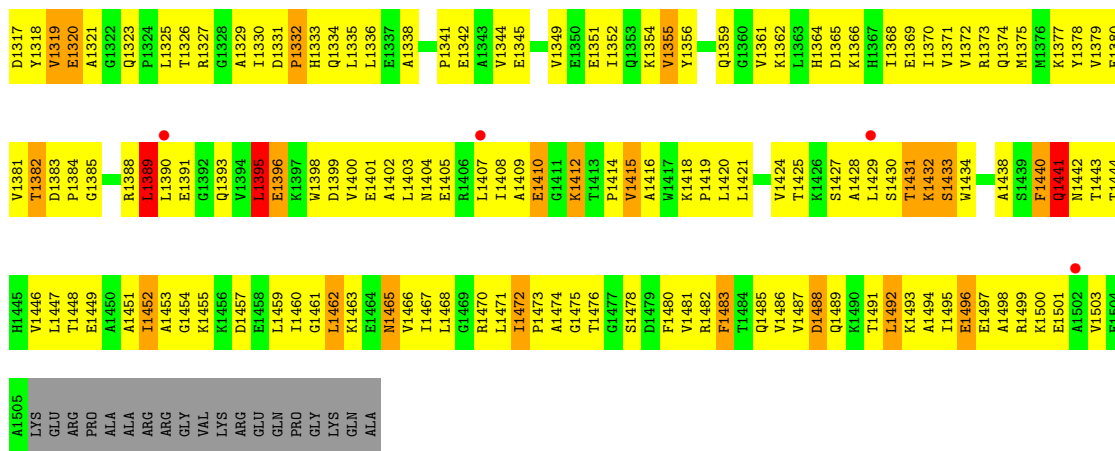 D1317 Y1318 V1319 E1320 A1321 G1322 Q1323 P1324 L1325 T1326 R1327 G1328 A1329 I1330 D1331 P1332 H1333 Q1334 L1335 L1336 E1337 A1338 P1341 E1342 A1343 V1344 E1345 V1349 E1350 E1351 I1352 Q1353 K1354 V1355 Y1356 Q1359 G1360 V1361 K1362 L1363 H1364 D1365 K1366 H1367 I1368 E1369 I1370 V1371 V1372 R1373 Q1374 M1375 M1376 K1377 Y1378 V1379 E1380
V1381 T1382 D1383 P1384 G1385 R1388 L1389 L1390 E1391 G1392 Q1393 V1394 L1395 E1396 K1397 W1398 D1399 V1400 E1401 A1402 L1403 N1404 E1405 R1406 L1407 I1408 A1409 E1410 G1411 K1412 T1413 P1414 V1415 A1416 W1417 K1418 P1419 L1420 L1421 V1424 T1425 K1426 S1427 A1428 L1429 S1430 T1431 K1432 S1433 W1434 A1438 S1439 F1440 Q1441 N1442 T1443 T1444
H1445 V1446 L1447 T1448 E1449 A1450 A1451 I1452 A1453 G1454 K1455 K1456 D1457 E1458 L1459 I1460 G1461 L1462 K1463 E1464 N1465 V1466 I1467 L1468 G1469 R1470 L1471 I1472 P1473 A1474 G1475 T1476 G1477 S1478 D1479 F1480 V1481 R1482 F1483 T1484 Q1485 V1486 V1487 D1488 Q1489 K1490 T1491 L1492 K1493 A1494 I1495 E1496 E1497 A1498 R1499 K1500 E1501 A1502 V1503 E1504
A1505 LYS GLU ARG PRO ALA ALA ARG ARG GLY VAL LYS ARG GLU GLN PRO GLY LYS GLN ALA